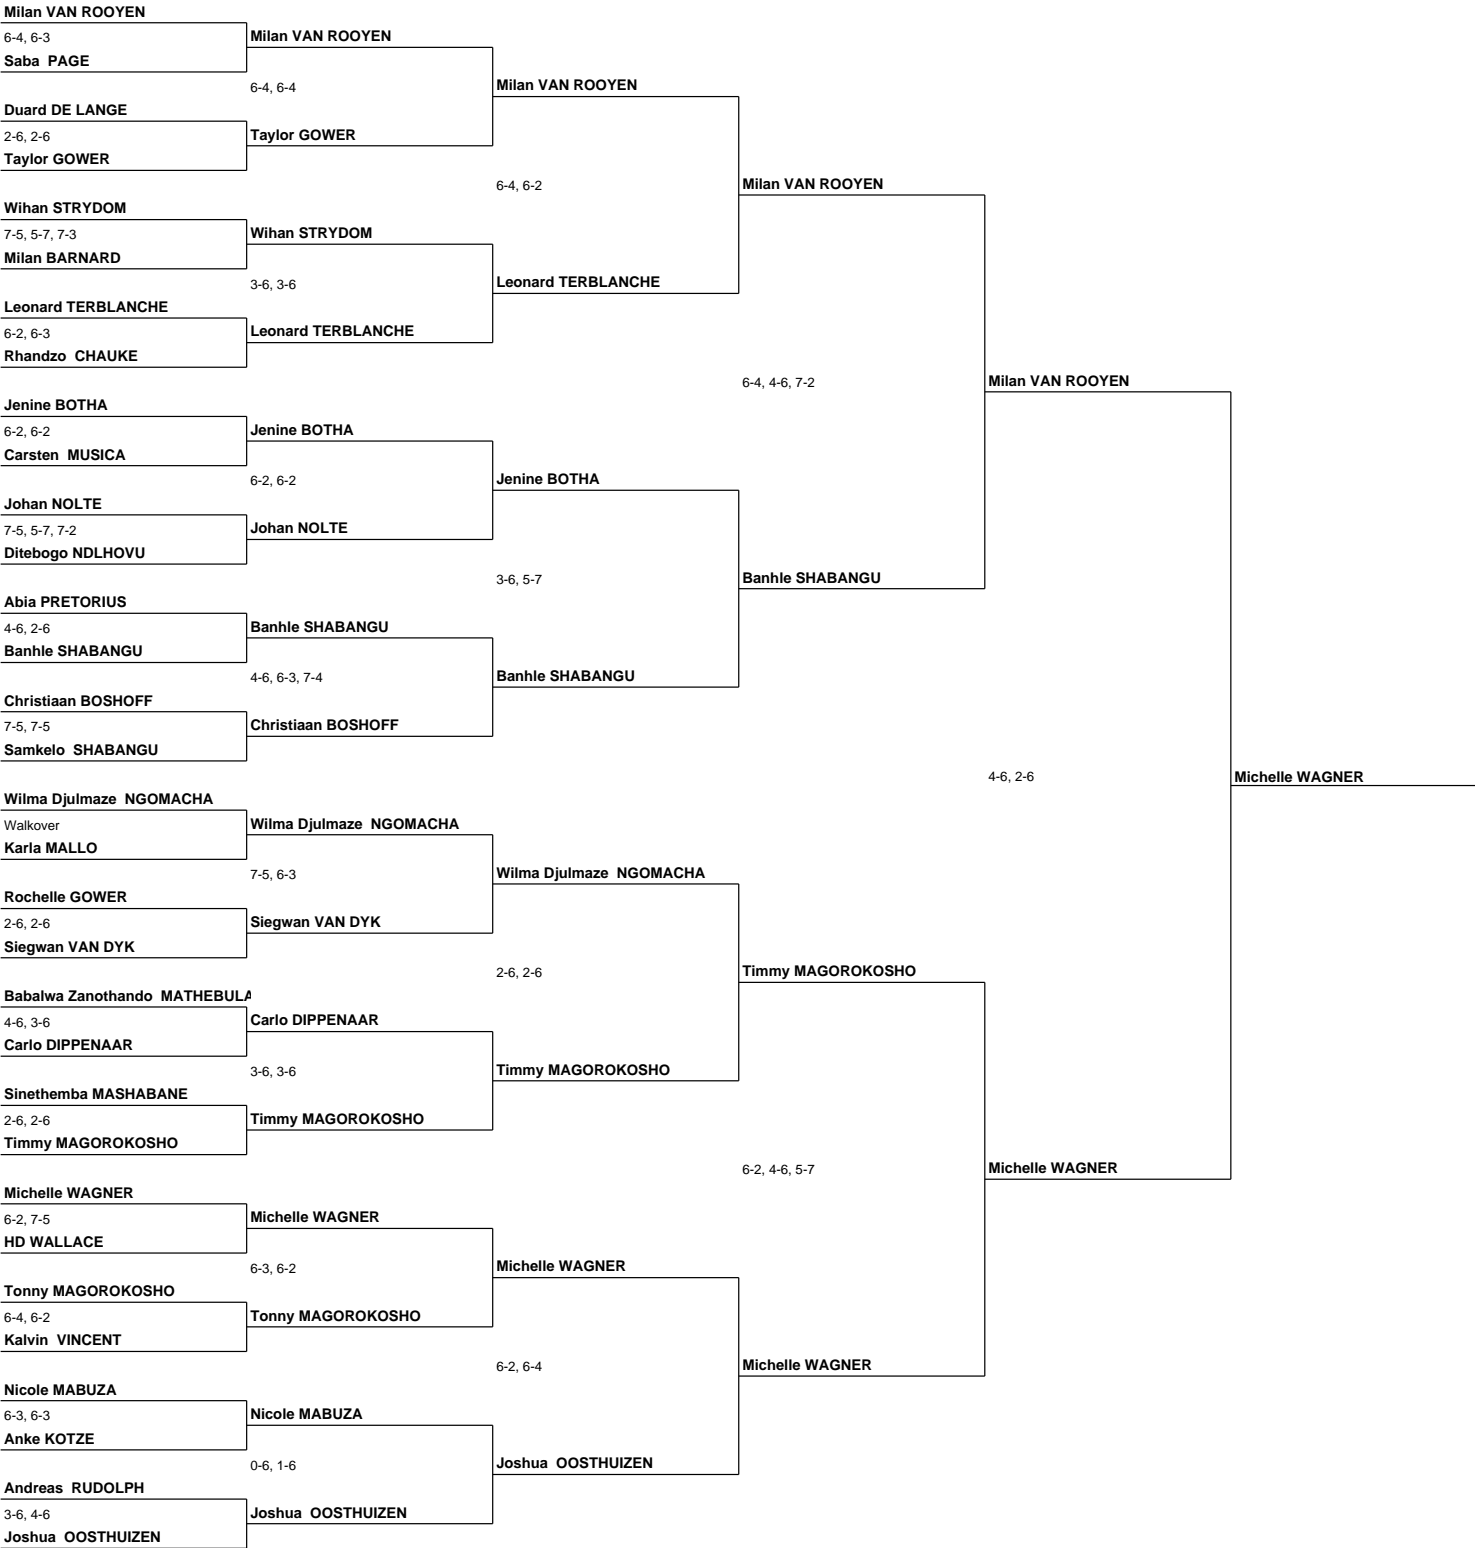 Milan VAN ROOYEN
6-4, 6-3
Milan VAN ROOYEN
Saba  PAGE
6-4, 6-4
Milan VAN ROOYEN
Duard DE LANGE
2-6, 2-6
Taylor GOWER
Taylor GOWER
6-4, 6-2
Milan VAN ROOYEN
Wihan STRYDOM
7-5, 5-7, 7-3
Wihan STRYDOM
Milan BARNARD
3-6, 3-6
Leonard TERBLANCHE
Leonard TERBLANCHE
6-2, 6-3
Leonard TERBLANCHE
Rhandzo  CHAUKE
6-4, 4-6, 7-2
Milan VAN ROOYEN
Jenine BOTHA
6-2, 6-2
Jenine BOTHA
Carsten  MUSICA
6-2, 6-2
Jenine BOTHA
Johan NOLTE
7-5, 5-7, 7-2
Johan NOLTE
Ditebogo NDLHOVU
3-6, 5-7
Banhle SHABANGU
Abia PRETORIUS
4-6, 2-6
Banhle SHABANGU
Banhle SHABANGU
4-6, 6-3, 7-4
Banhle SHABANGU
Christiaan BOSHOFF
7-5, 7-5
Christiaan BOSHOFF
Samkelo  SHABANGU
4-6, 2-6
Michelle WAGNER
Wilma Djulmaze  NGOMACHA
Walkover
Wilma Djulmaze  NGOMACHA
Karla MALLO
7-5, 6-3
Wilma Djulmaze  NGOMACHA
Rochelle GOWER
2-6, 2-6
Siegwan VAN DYK
Siegwan VAN DYK
2-6, 2-6
Timmy MAGOROKOSHO
Babalwa Zanothando  MATHEBULA
4-6, 3-6
Carlo DIPPENAAR
Carlo DIPPENAAR
3-6, 3-6
Timmy MAGOROKOSHO
Sinethemba MASHABANE
2-6, 2-6
Timmy MAGOROKOSHO
Timmy MAGOROKOSHO
6-2, 4-6, 5-7
Michelle WAGNER
Michelle WAGNER
6-2, 7-5
Michelle WAGNER
HD WALLACE
6-3, 6-2
Michelle WAGNER
Tonny MAGOROKOSHO
6-4, 6-2
Tonny MAGOROKOSHO
Kalvin  VINCENT
6-2, 6-4
Michelle WAGNER
Nicole MABUZA
6-3, 6-3
Nicole MABUZA
Anke KOTZE
0-6, 1-6
Joshua  OOSTHUIZEN
Andreas  RUDOLPH
3-6, 4-6
Joshua  OOSTHUIZEN
Joshua  OOSTHUIZEN